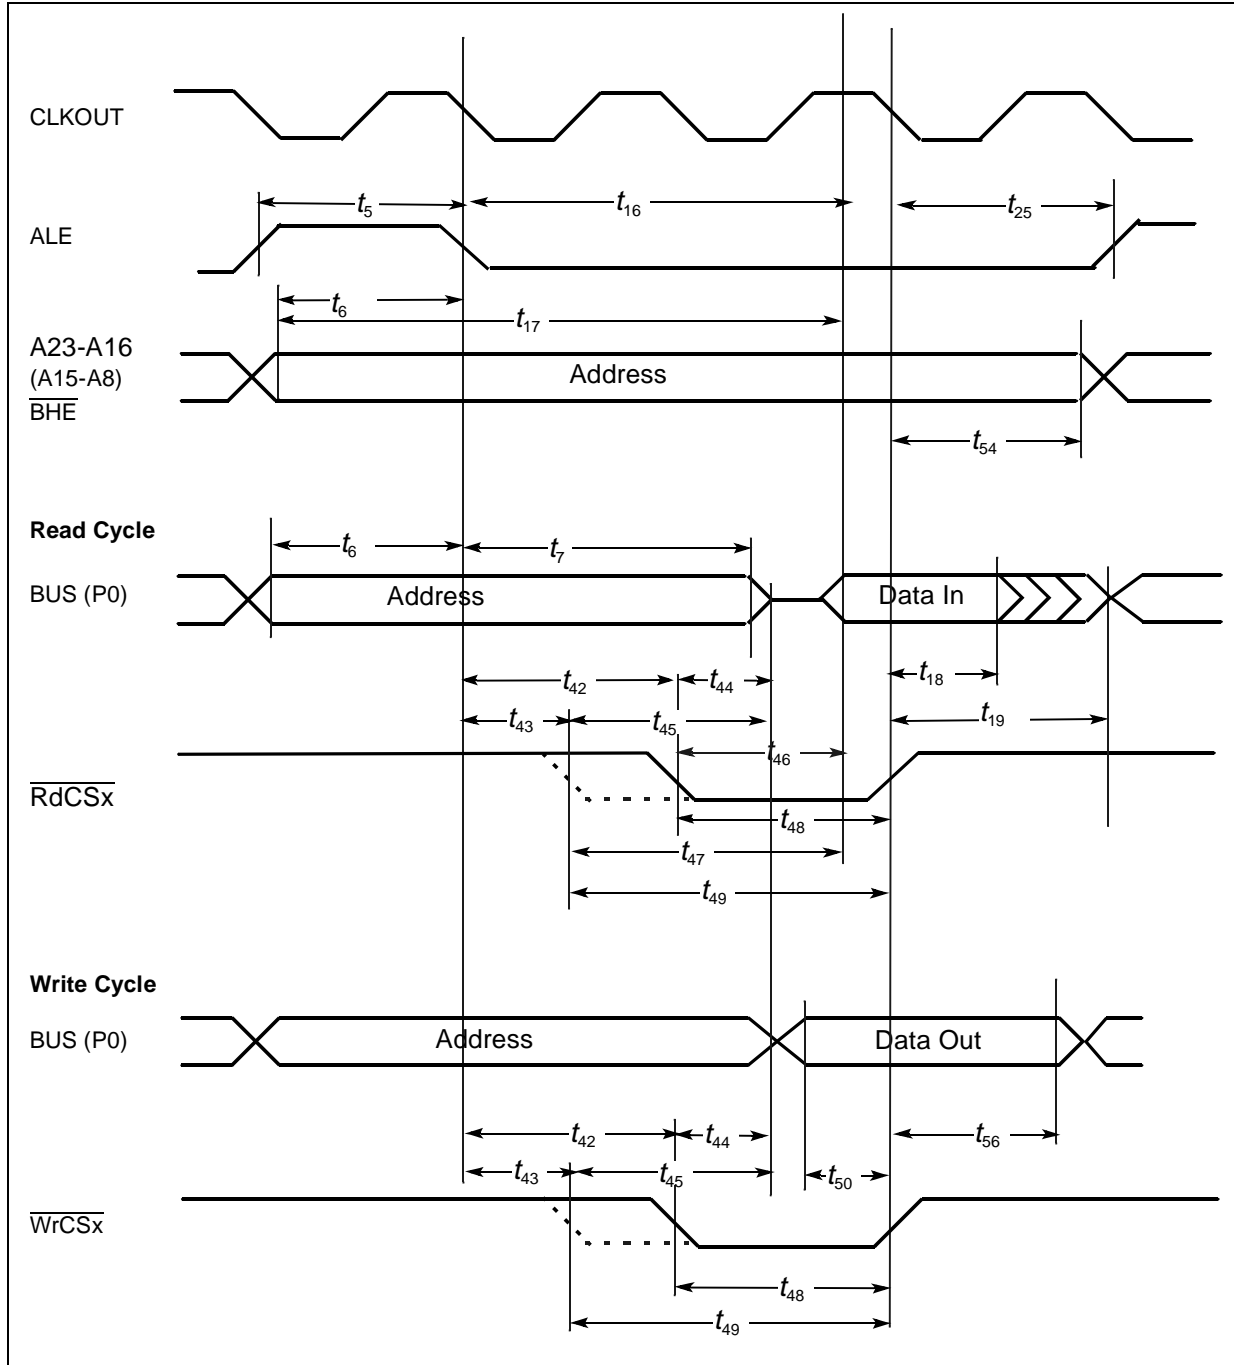 CLKOUT
t5 t16 t25
ALE
t6 t17
A23-A16
(A15-A8)
BHE
Address
t54
Read Cycle
t6 t7
BUS (P0) Address Data In
t42 t44 t18
t43 t45 t19
t46
RdCSx
t48
t47
t49
Write Cycle
BUS (P0) Address Data Out
t42 t44 t56
t43 t45 t50
WrCSx
t48
t49